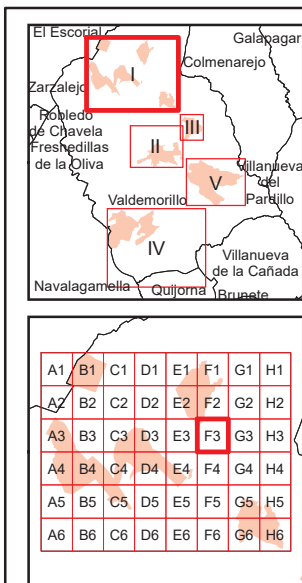 El Escorial
Galapagar
I
Colmenarejo
Zarzalejo
Robledo
de Chavela
III
Fresnedillas
de la Oliva
II
Villanueva
del
Pardillo
V
Valdemorillo
IV
Villanueva
de la Cañada
Navalagamella
Quijorna
Brunete
A1 B1 C1 D1 E1 F1 G1 H1
A2 B2 C2 D2 E2 F2 G2 H2
A3 B3 C3 D3 E3 F3 G3 H3
A4 B4 C4 D4 E4 F4 G4 H4
A5 B5 C5 D5 E5 F5 G5 H5
A6 B6 C6 D6 E6 F6 G6 H6